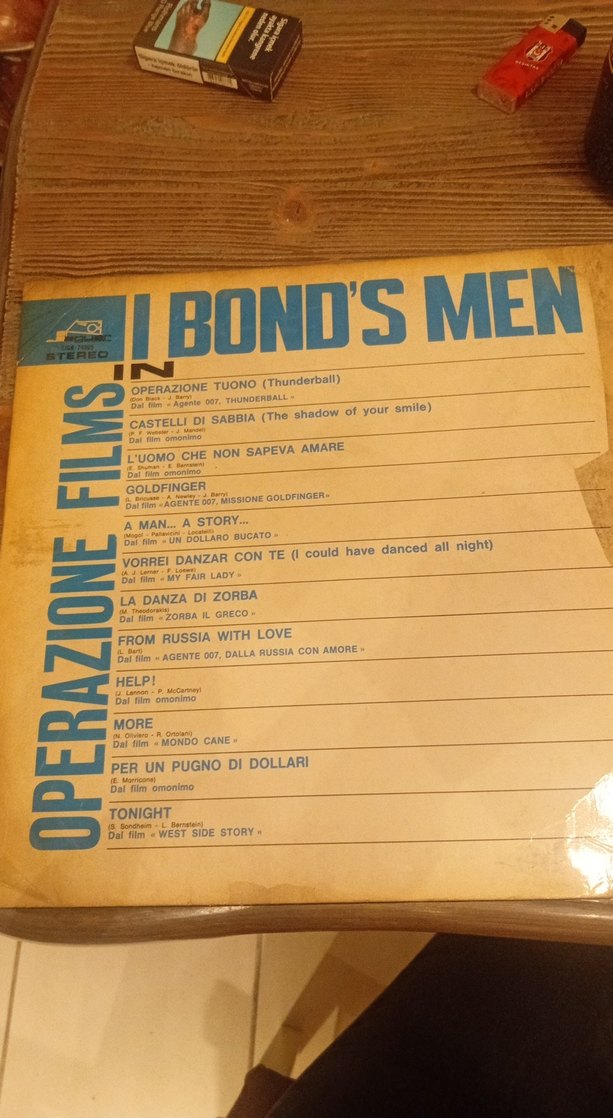 Sigara içmek
STEREO
I BOND'S MEN
IN
OPERAZIONE FILMS
OPERAZIONE TUONO (Thunderball)
(Don Black - J. Barry)
Dal film « Agente 007, THUNDERBALL »
CASTELLI DI SABBIA (The shadow of your smile)
(P. F. Webster - J. Mandel)
Dal film omonimo
L'UOMO CHE NON SAPEVA AMARE
(E. Shuman - E. Bernstein)
Dal film omonimo
GOLDFINGER
(L. Bricusse - A. Newley - J. Barry)
Dal film «AGENTE 007, MISSIONE GOLDFINGER»
A MAN... A STORY...
(Mogol - Pallavicini - Locatelli)
Dal film « UN DOLLARO BUCATO »
VORREI DANZAR CON TE (I could have danced all night)
(A. J. Lerner - F. Loewe)
Dal film « MY FAIR LADY »
LA DANZA DI ZORBA
(M. Theodorakis)
Dal film « ZORBA IL GRECO »
FROM RUSSIA WITH LOVE
(L. Bart)
Dal film « AGENTE 007, DALLA RUSSIA CON AMORE »
HELP!
(J. Lennon - P. McCartney)
Dal film omonimo
MORE
(N. Oliviero - R. Ortolani)
Dal film « MONDO CANE »
PER UN PUGNO DI DOLLARI
(E. Morricone)
Dal film omonimo
TONIGHT
(S. Sondheim - L. Bernstein)
Dal film « WEST SIDE STORY »